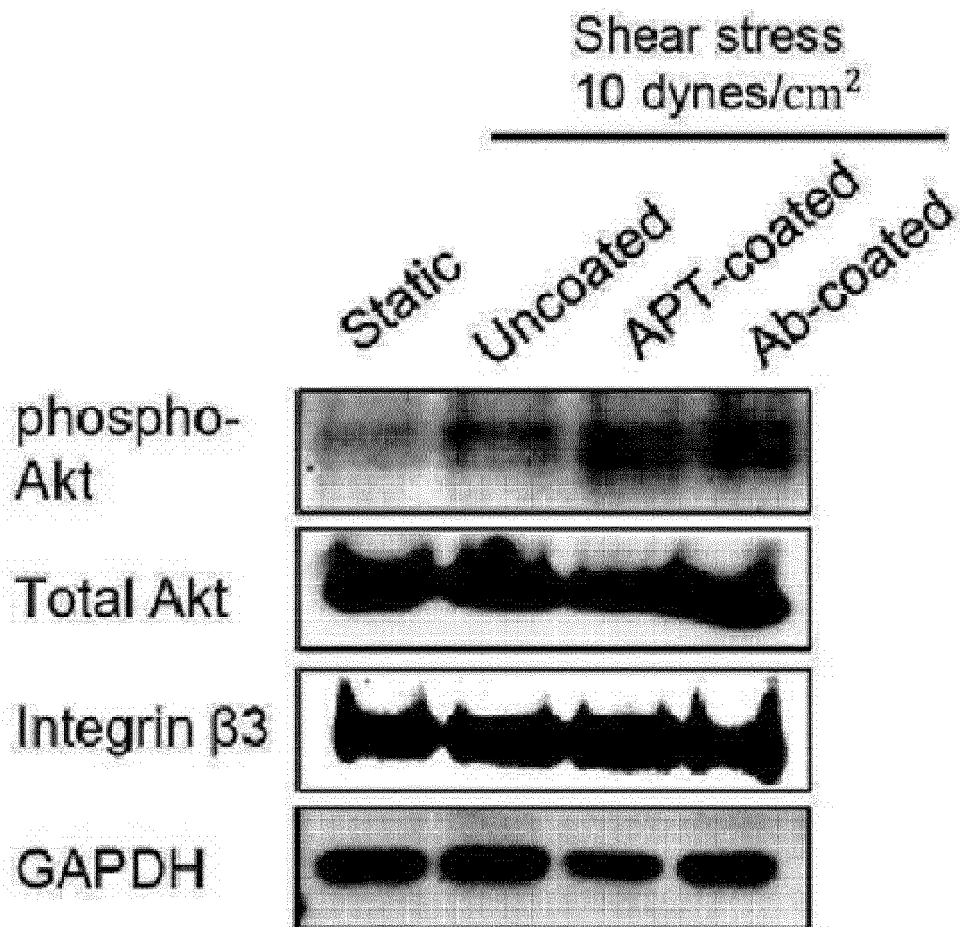 Shear stress
10 dynes/cm²
Static
Uncoated
APT-coated
Ab-coated
phospho-
Akt
Total Akt
Integrin β3
GAPDH